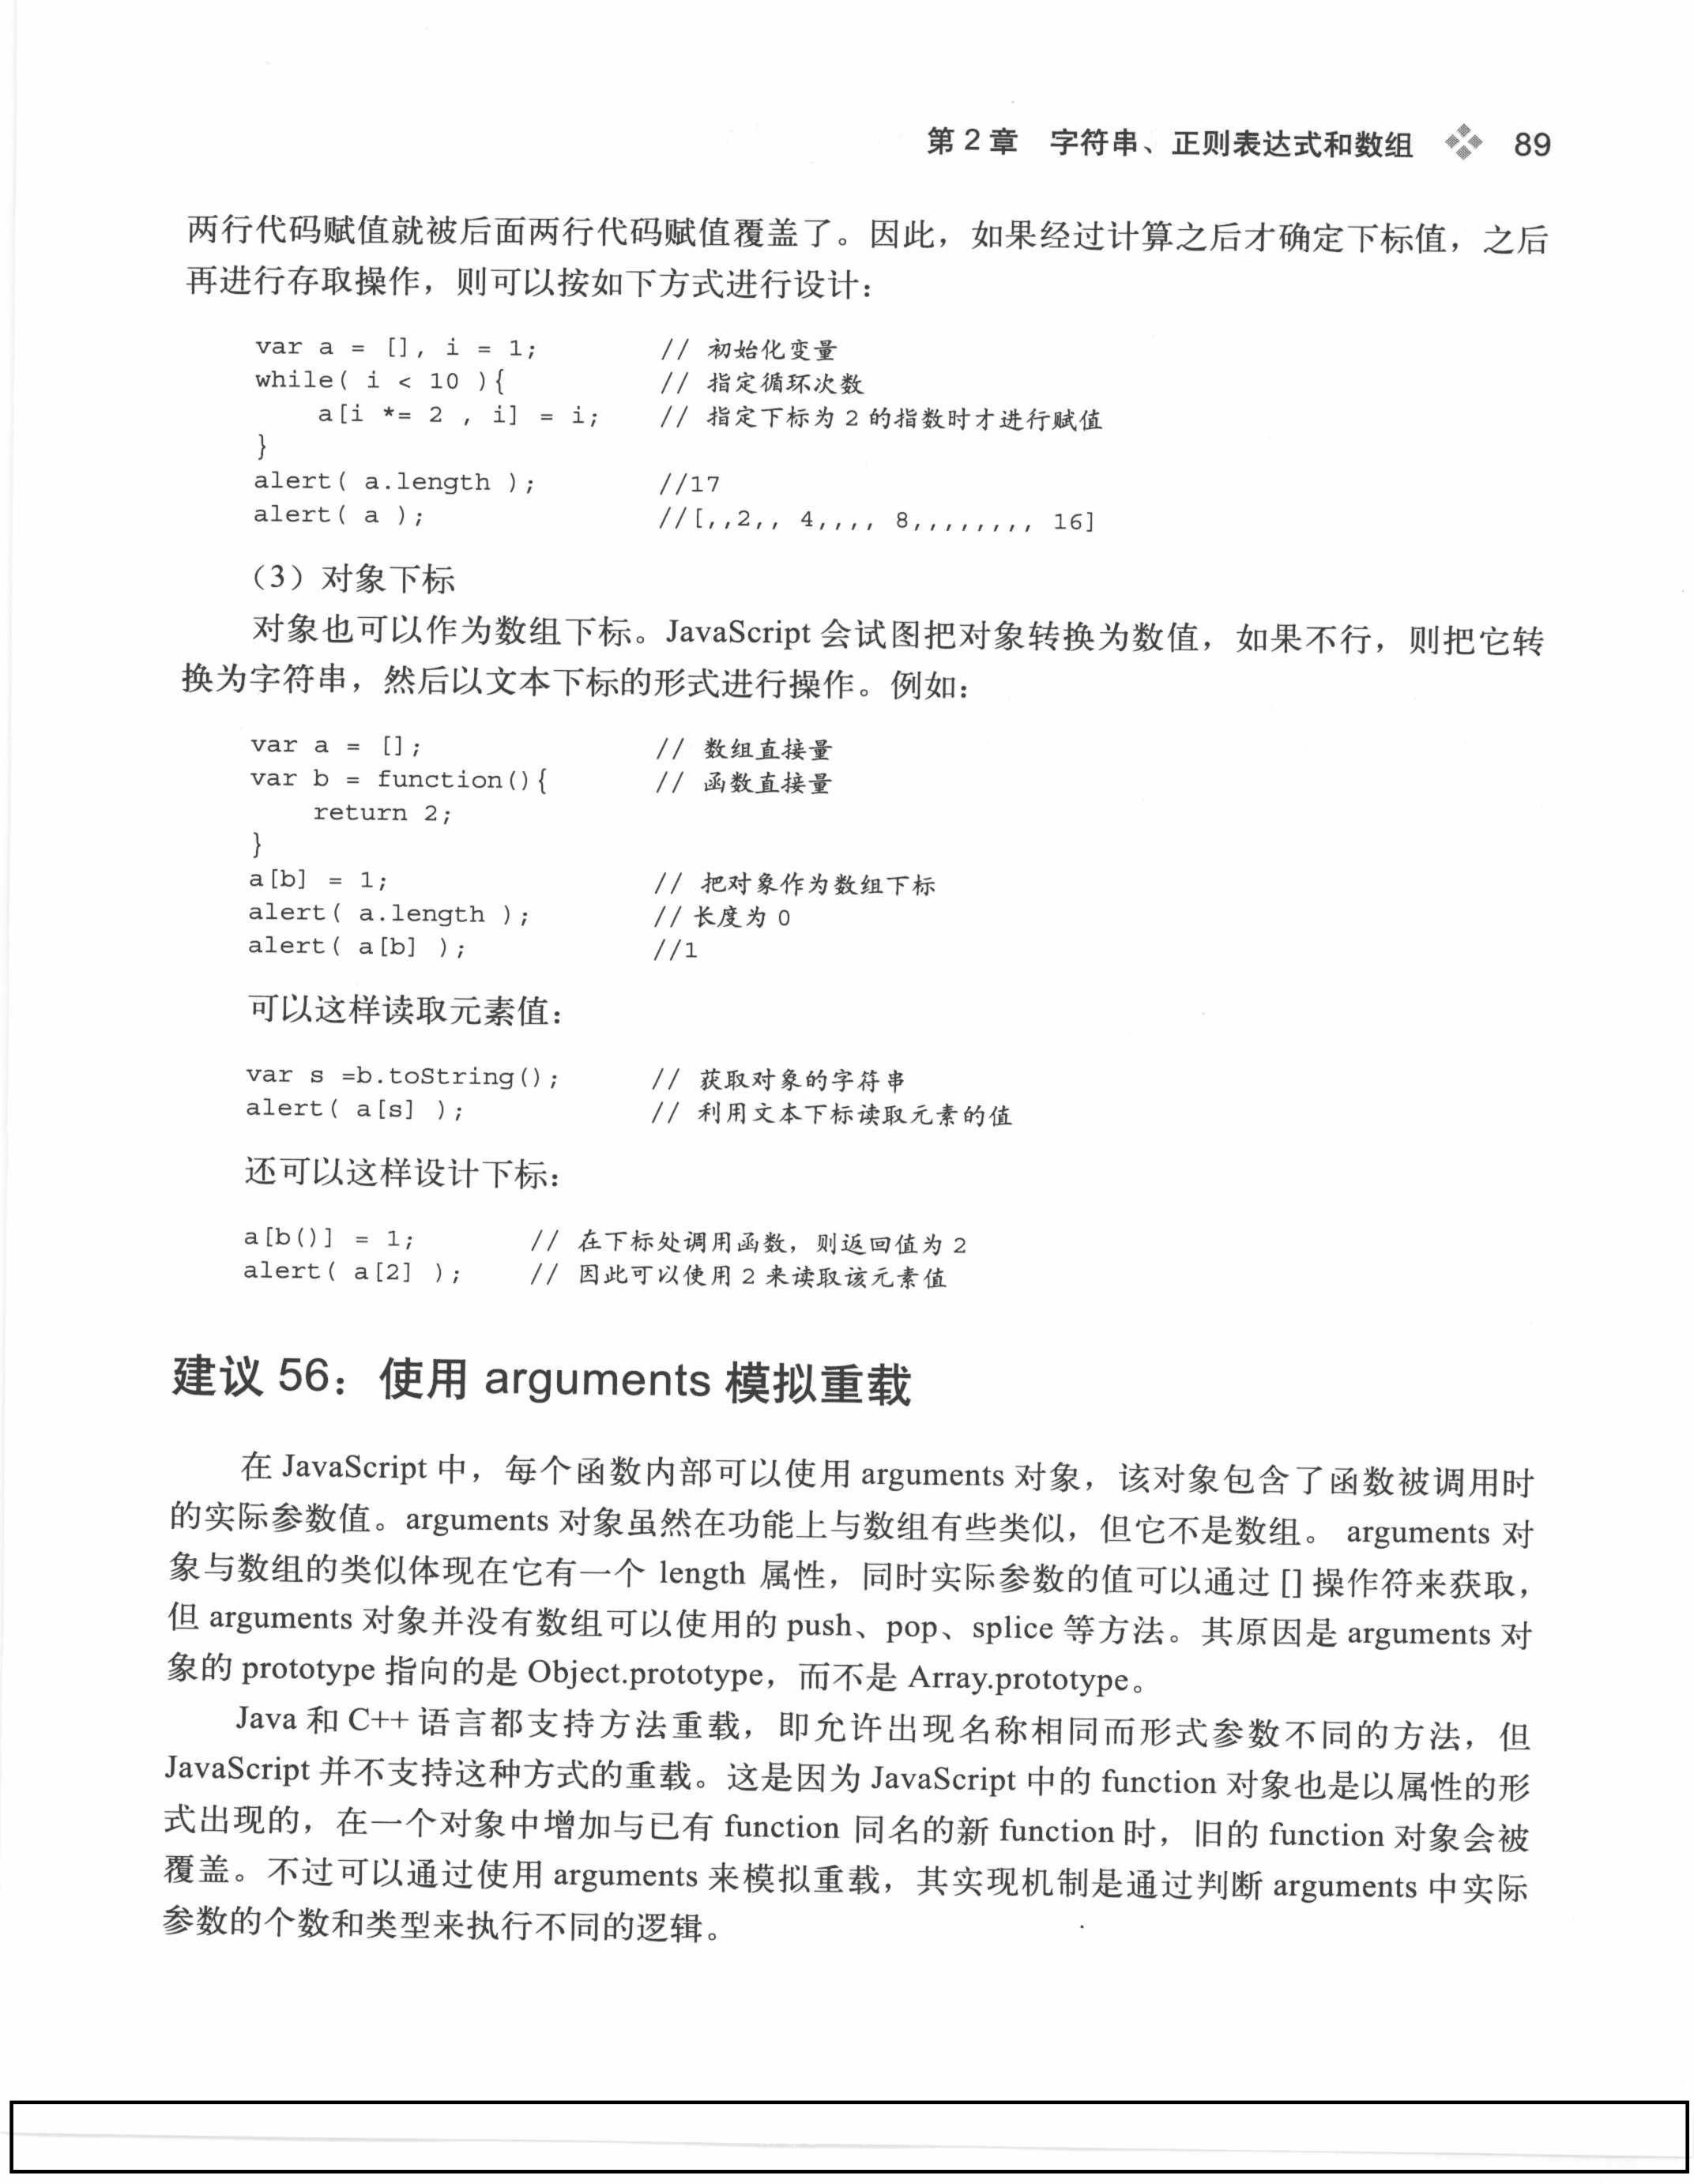 第 2 章 字符串、正则表达式和数组 89
两行代码赋值就被后面两行代码赋值覆盖了。因此，如果经过计算之后才确定下标值，之后
再进行存取操作，则可以按如下方式进行设计：
var a = [], i = 1; // 初始化变量
while( i < 10 ){ // 指定循环次数
a[i *= 2 , i] = i; // 指定下标为 2 的指数时才进行赋值
}
alert( a.length ); //17
alert( a ); //[,,2,, 4,,,, 8,,,,,,,, 16]
（3）对象下标
对象也可以作为数组下标。JavaScript 会试图把对象转换为数值，如果不行，则把它转
换为字符串，然后以文本下标的形式进行操作。例如：
var a = []; // 数组直接量
var b = function(){ // 函数直接量
return 2;
}
a[b] = 1; // 把对象作为数组下标
alert( a.length ); // 长度为 0
alert( a[b] ); //1
可以这样读取元素值：
var s =b.toString(); // 获取对象的字符串
alert( a[s] ); // 利用文本下标读取元素的值
还可以这样设计下标：
a[b()] = 1; // 在下标处调用函数，则返回值为 2
alert( a[2] ); // 因此可以使用 2 来读取该元素值
建议 56：使用 arguments 模拟重载
在 JavaScript 中，每个函数内部可以使用 arguments 对象，该对象包含了函数被调用时
的实际参数值。arguments 对象虽然在功能上与数组有些类似，但它不是数组。 arguments 对
象与数组的类似体现在它有一个 length 属性，同时实际参数的值可以通过 [] 操作符来获取，
但 arguments 对象并没有数组可以使用的 push、pop、splice 等方法。其原因是 arguments 对
象的 prototype 指向的是 Object.prototype，而不是 Array.prototype。
Java 和 C++ 语言都支持方法重载，即允许出现名称相同而形式参数不同的方法，但
JavaScript 并不支持这种方式的重载。这是因为 JavaScript 中的 function 对象也是以属性的形
式出现的，在一个对象中增加与已有 function 同名的新 function 时，旧的 function 对象会被
覆盖。不过可以通过使用 arguments 来模拟重载，其实现机制是通过判断 arguments 中实际
参数的个数和类型来执行不同的逻辑。